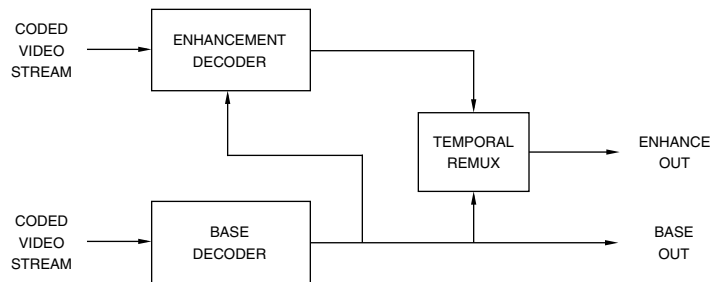 CODED
VIDEO
STREAM
ENHANCEMENT
DECODER
TEMPORAL
REMUX
ENHANCE
OUT
CODED
VIDEO
STREAM
BASE
DECODER
BASE
OUT